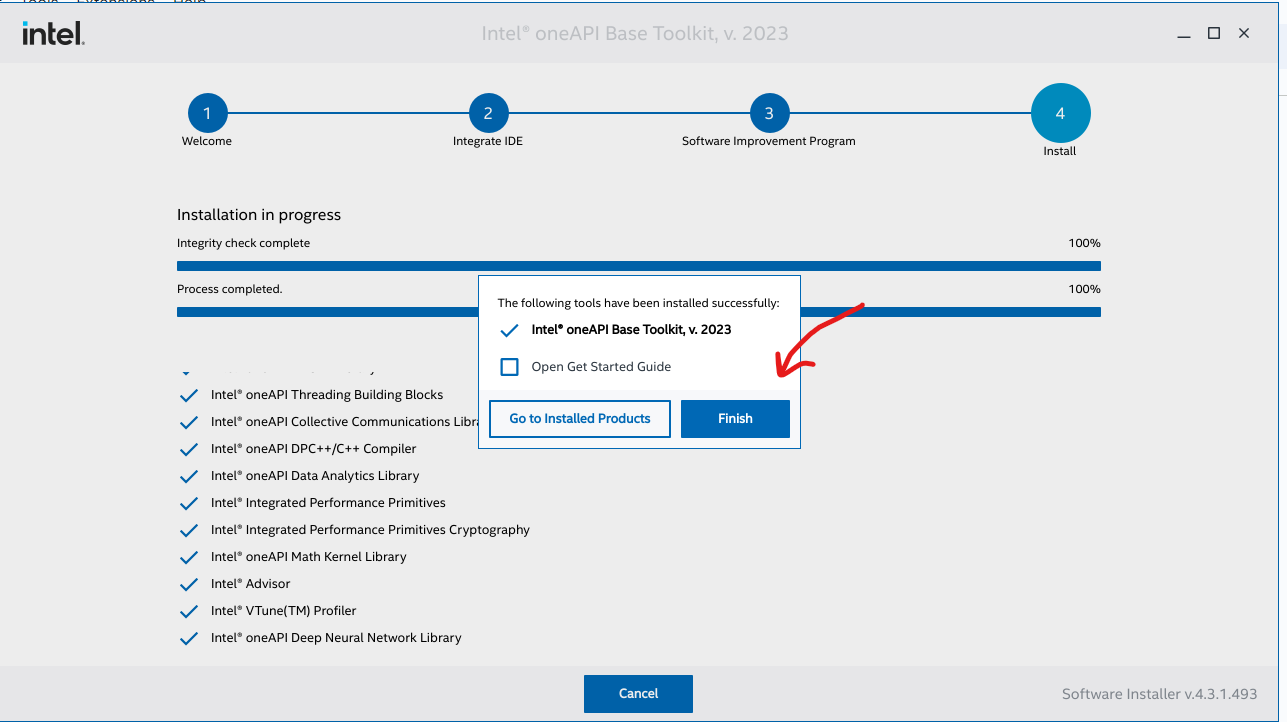 Tools Extensions Help
intel.
Intel® oneAPI Base Toolkit, v. 2023
1
2
3
4
Welcome
Integrate IDE
Software Improvement Program
Install
Installation in progress
Integrity check complete 100%
Process completed. 100%
The following tools have been installed successfully:
Intel® oneAPI Base Toolkit, v. 2023
Open Get Started Guide
Go to Installed Products
Finish
Intel® oneAPI Threading Building Blocks
Intel® oneAPI Collective Communications
Intel® oneAPI DPC++/C++ Compiler
Intel® oneAPI Data Analytics Library
Intel® Integrated Performance Primitives
Intel® Integrated Performance Primitives Cryptography
Intel® oneAPI Math Kernel Library
Intel® Advisor
Intel® VTune(TM) Profiler
Intel® oneAPI Deep Neural Network Library
Cancel
Software Installer v.4.3.1.493